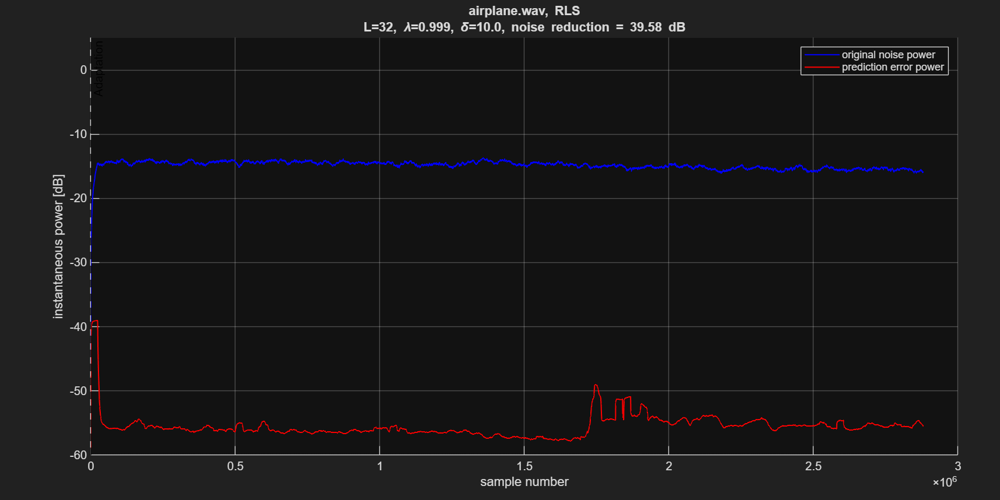 airplane.wav, RLS
L=32, λ=0.999, δ=10.0, noise reduction = 39.58 dB
Adaptation
original noise power
prediction error power
0
-10
-20
-30
-40
-50
-60
instantaneous power [dB]
0 0.5 1 1.5 2 2.5 3
sample number
×10⁶